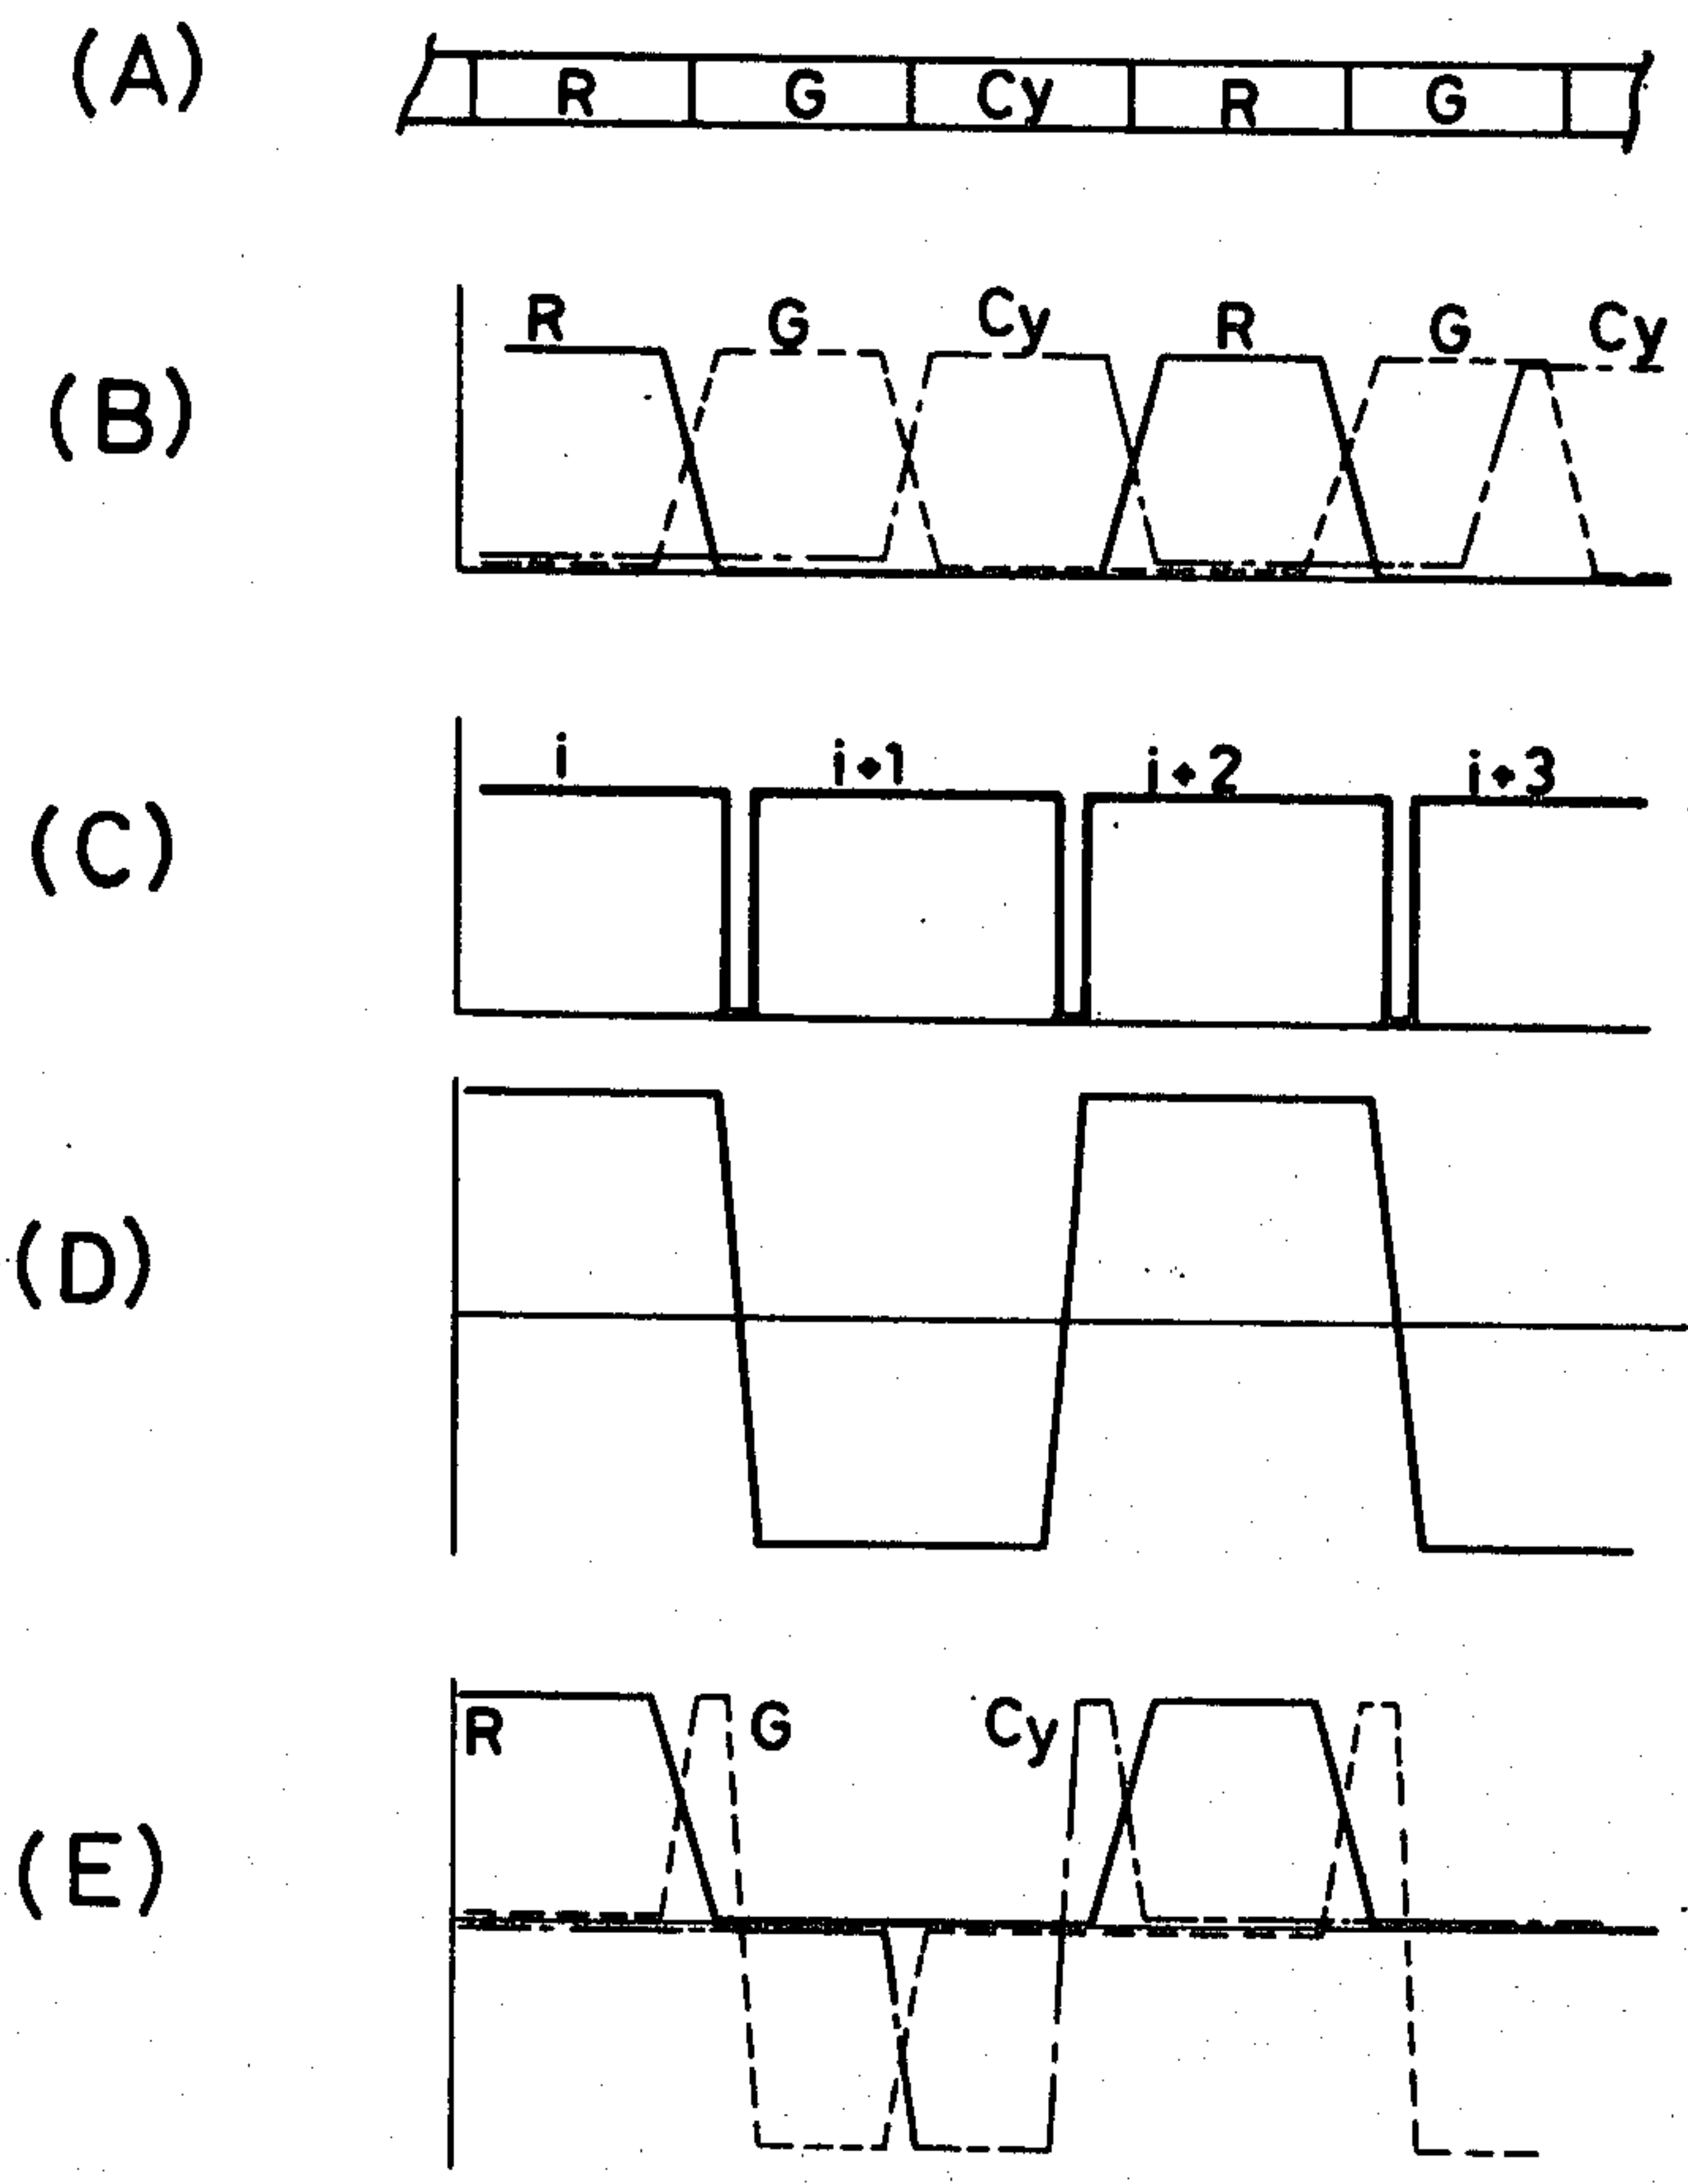 (A)
R G Cy R G
(B)
R G Cy R G Cy
(C)
i i+1 i+2 i+3
(D)
(E)
R G Cy